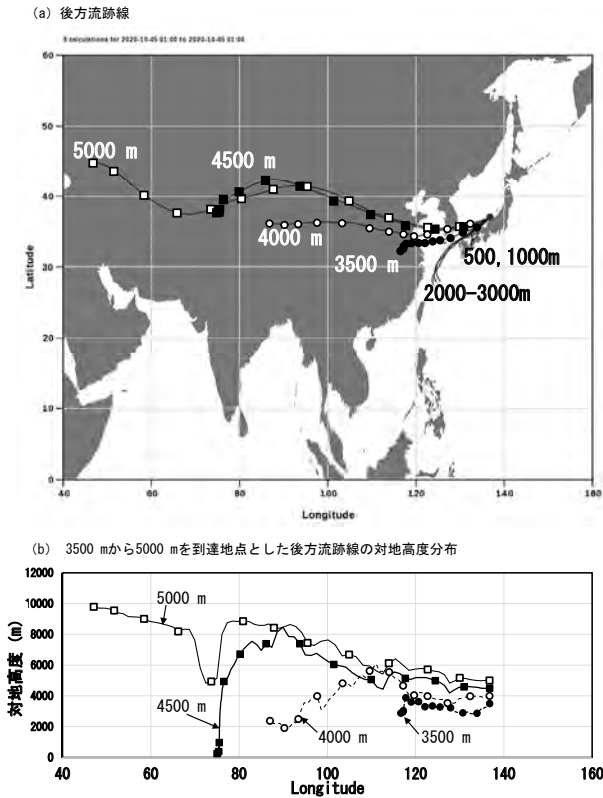 (a) 後方流跡線
9 calculations for 2020-10-05 01:00 to 2020-10-05 01:00
60
50
5000 m
4500 m
40
4000 m
3500 m
500, 1000m
30
2000-3000m
20
10
0
Latitude
40 60 80 100 120 140 160
Longitude
(b) 3500 mから5000 mを到達地点とした後方流跡線の対地高度分布
12000
10000
5000 m
8000
6000
4500 m
4000
4000 m
3500 m
2000
0
対地高度 (m)
40 60 80 100 120 140 160
Longitude